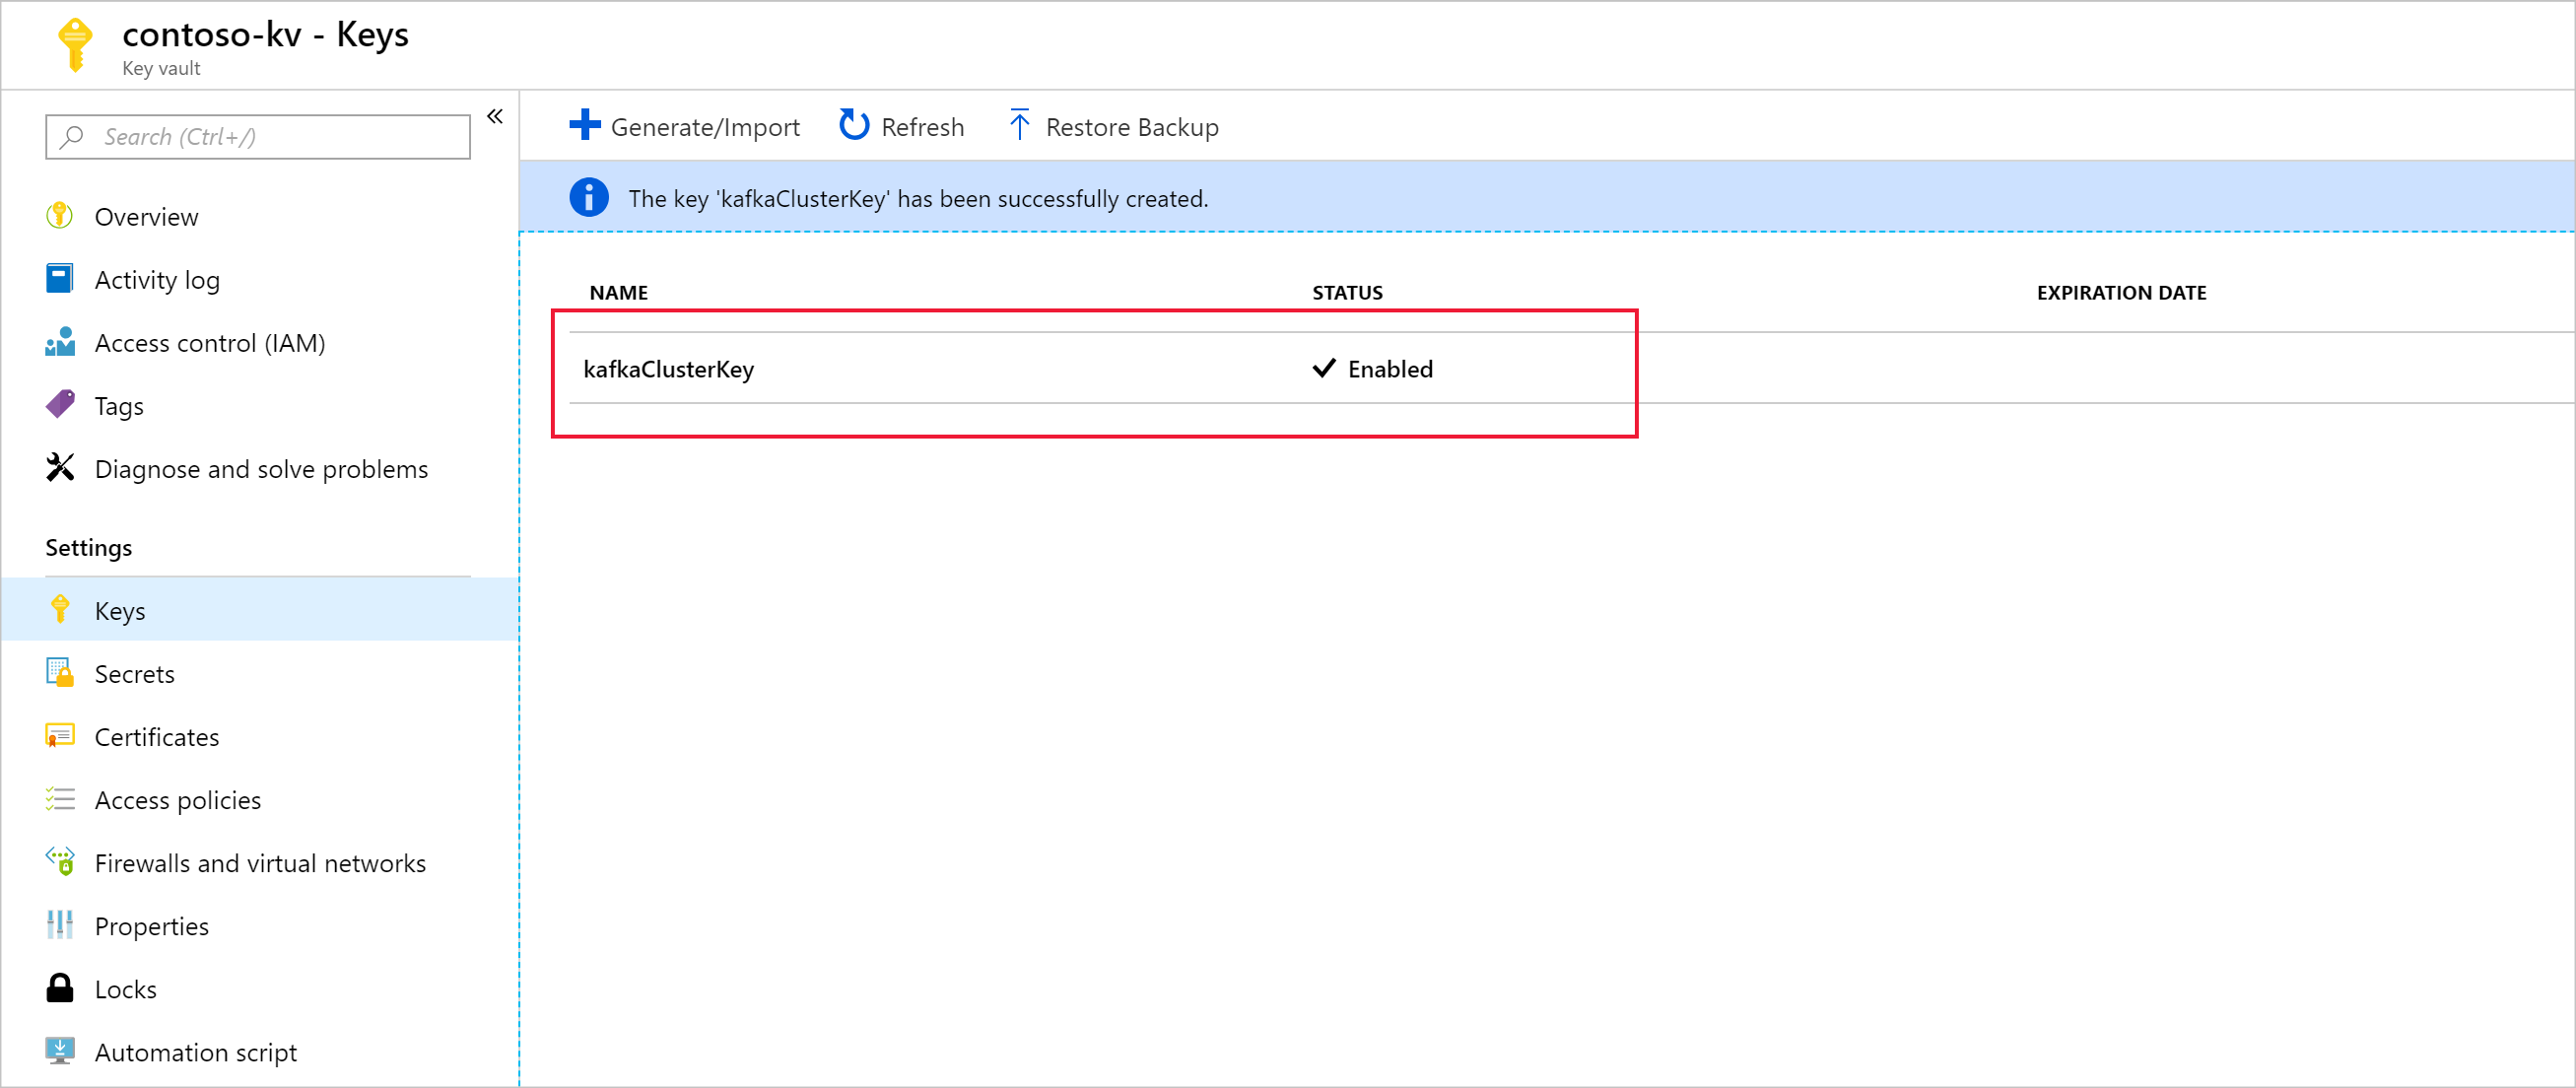 contoso-kv - Keys
Key vault
Search (Ctrl+/)
Overview
Activity log
Access control (IAM)
Tags
Diagnose and solve problems
Settings
Keys
Secrets
Certificates
Access policies
Firewalls and virtual networks
Properties
Locks
Automation script
Generate/Import Refresh Restore Backup
The key 'kafkaClusterKey' has been successfully created.
NAME STATUS EXPIRATION DATE
kafkaClusterKey Enabled